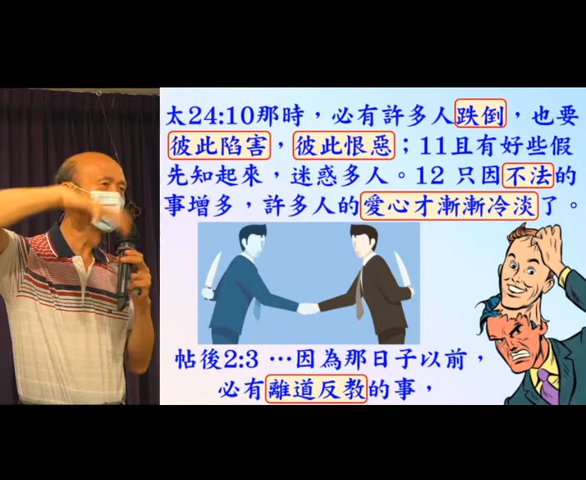 太24:10那時，必有許多人跌倒，也要
彼此陷害，彼此恨惡；11且有好些假
先知起來，迷惑多人。12 只因不法的
事增多，許多人的愛心才漸漸冷淡了。
帖後2:3 …因為那日子以前，
必有離道反教的事，